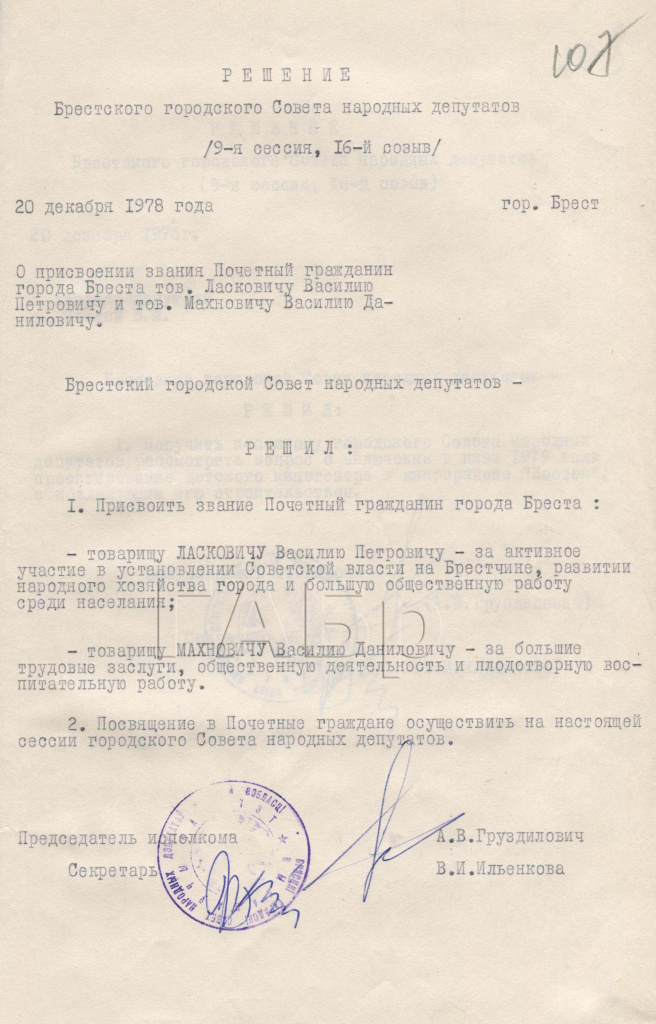 Р Е Ш Е Н И Е
Брестского городского Совета народных депутатов
/9-я сессия, 16-й созыв/
20 декабря 1978 года гор. Брест
О присвоении звания Почетный гражданин
города Бреста тов. Ласковичу Василию
Петровичу и тов. Махновичу Василию Да-
ниловичу.
Брестский городской Совет народных депутатов -
Р Е Ш И Л :
1. Присвоить звание Почетный гражданин города Бреста :
- товарищу ЛАСКОВИЧУ Василию Петровичу - за активное
участие в установлении Советской власти на Брестчине, развитии
народного хозяйства города и большую общественную работу
среди населания;
ГАБр
- товарищу МАХНОВИЧУ Василию Даниловичу - за большие
трудовые заслуги, общественную деятельность и плодотворную вос-
питательную работу.
2. Посвящение в Почетные граждане осуществить на настоящей
сессии городского Совета народных депутатов.
Председатель исполкома А.В.Груздилович
Секретарь В.И.Ильенкова